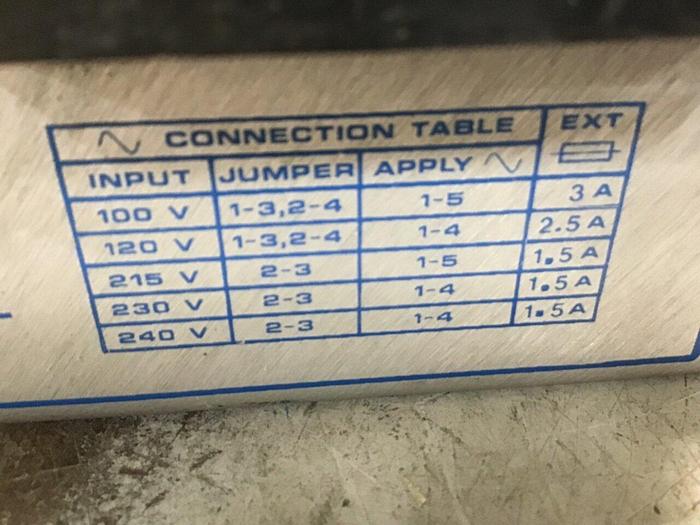 CONNECTION TABLE EXT
INPUT JUMPER APPLY
100 V 1-3,2-4 1-5 3 A
120 V 1-3,2-4 1-4 2.5 A
215 V 2-3 1-5 1.5 A
230 V 2-3 1-4 1.5 A
240 V 2-3 1-4 1.5 A